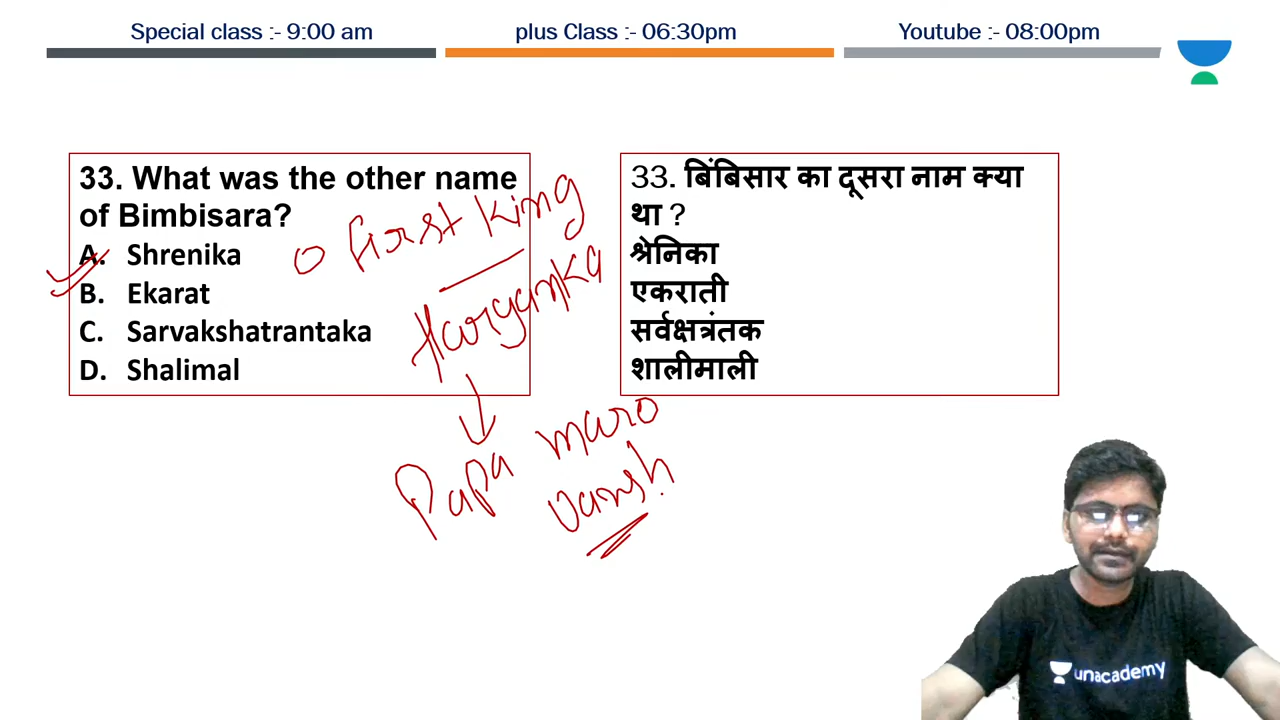 Special class :- 9:00 am
plus Class :- 06:30pm
Youtube :- 08:00pm
33. What was the other name
of Bimbisara?
A. Shrenika
B. Ekarat
C. Sarvakshatrantaka
D. Shalimal
33. बिंबिसार का दूसरा नाम क्या
था ?
श्रेनिका
एकराती
सर्वक्षत्रंतक
शालीमाली
First King
Haryanka
Papa maro
Vansh
unacademy